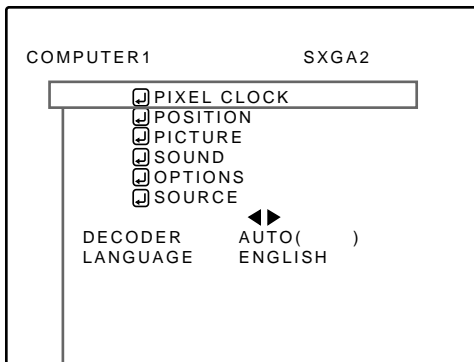 COMPUTER1 SXGA2
PIXEL CLOCK
POSITION
PICTURE
SOUND
OPTIONS
SOURCE
DECODER AUTO( )
LANGUAGE ENGLISH